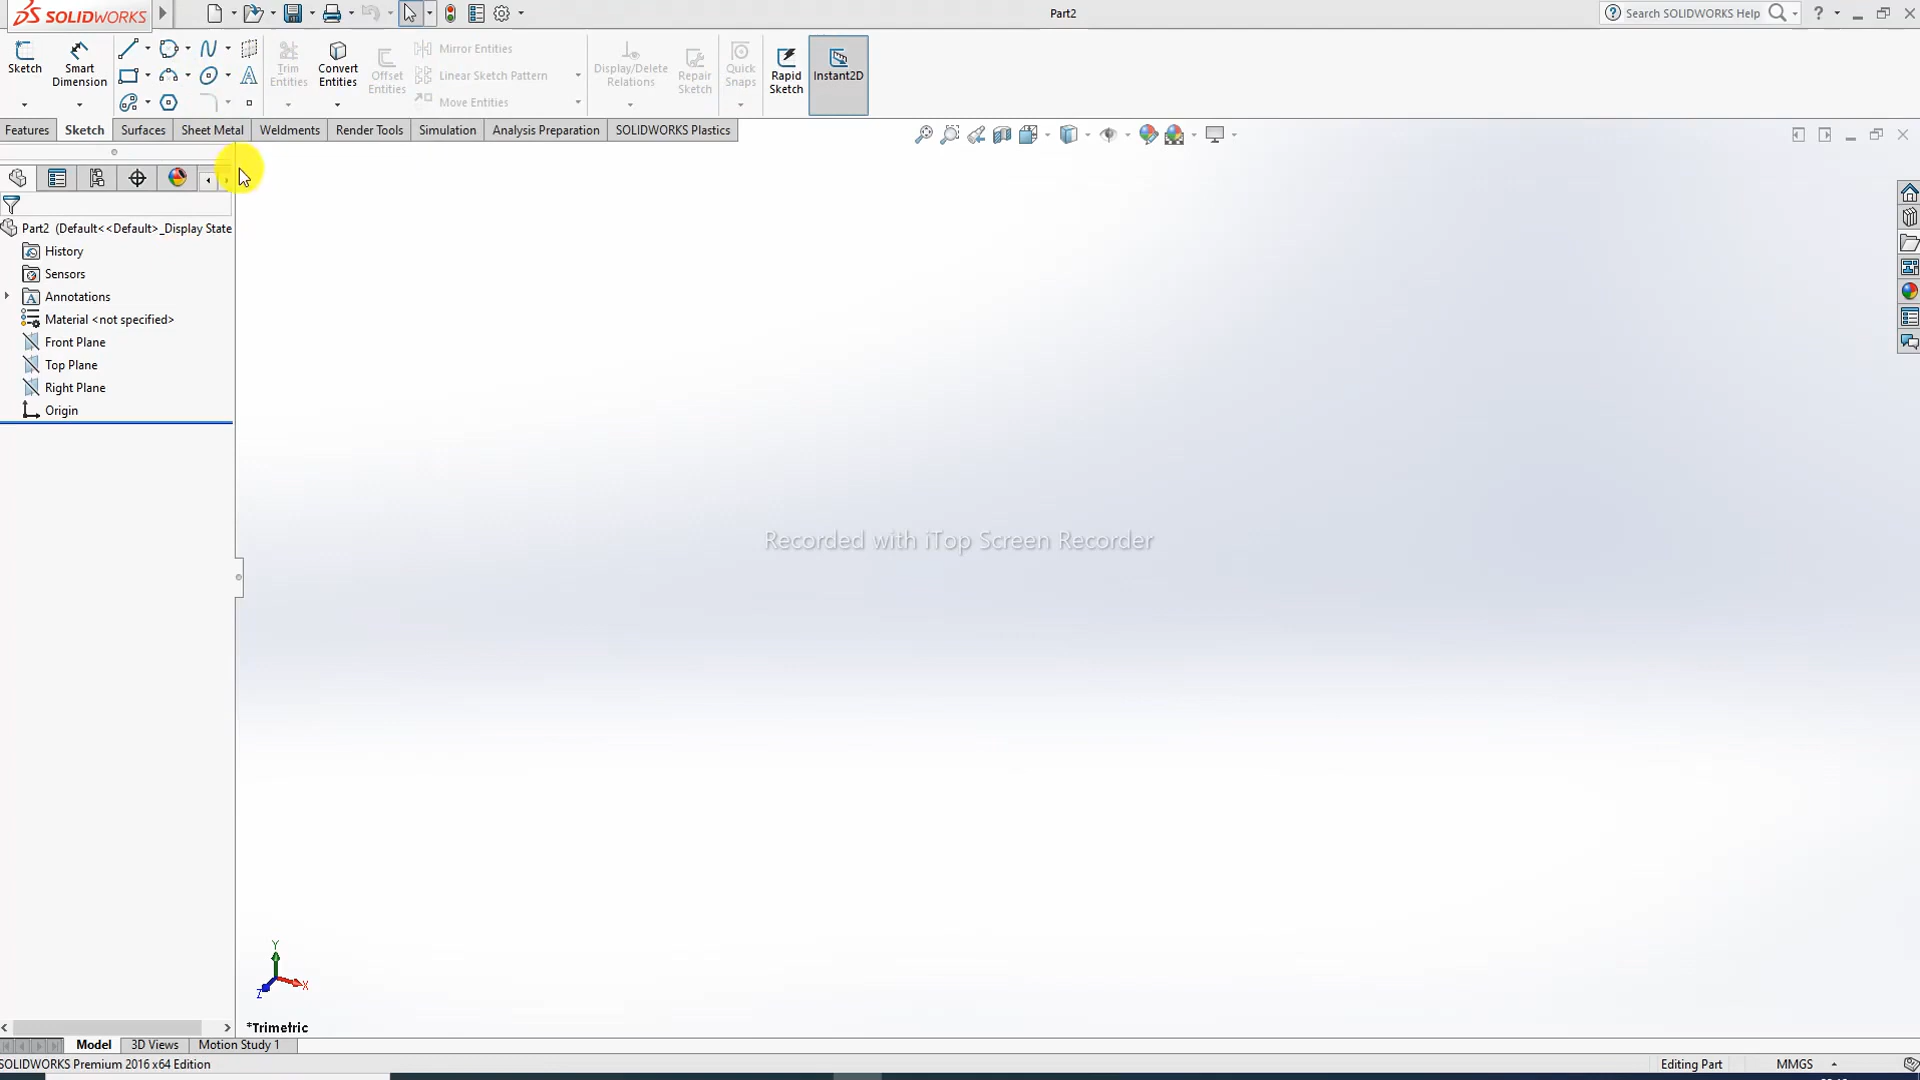 SOLIDWORKS
Part2
Search SOLIDWORKS Help
Sketch
Smart
Dimension
Trim
Entities
Convert
Entities
Offset
Entities
Mirror Entities
Linear Sketch Pattern
Move Entities
Display/Delete
Relations
Repair
Sketch
Quick
Snaps
Rapid
Sketch
Instant2D
Features
Sketch
Surfaces
Sheet Metal
Weldments
Render Tools
Simulation
Analysis Preparation
SOLIDWORKS Plastics
Part2 (Default<<Default>_Display State
History
Sensors
Annotations
Material <not specified>
Front Plane
Top Plane
Right Plane
Origin
Recorded with iTop Screen Recorder
Y
X
Z
*Trimetric
Model
3D Views
Motion Study 1
SOLIDWORKS Premium 2016 x64 Edition
Editing Part
MMGS